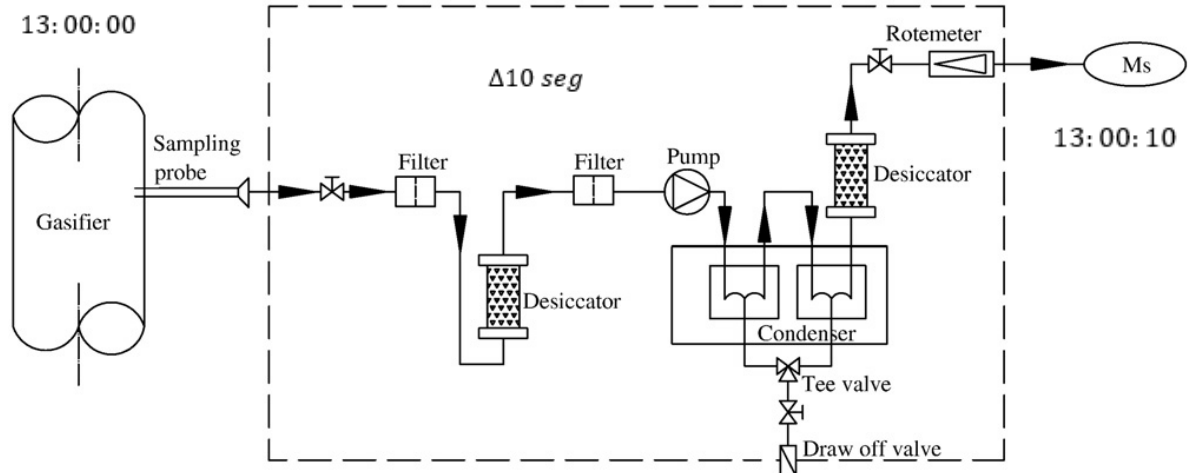 13:00:00
Δ10 seg
Rotemeter
Ms
13:00:10
Sampling
probe
Filter
Filter
Pump
Desiccator
Gasifier
Desiccator
Condenser
Tee valve
Draw off valve